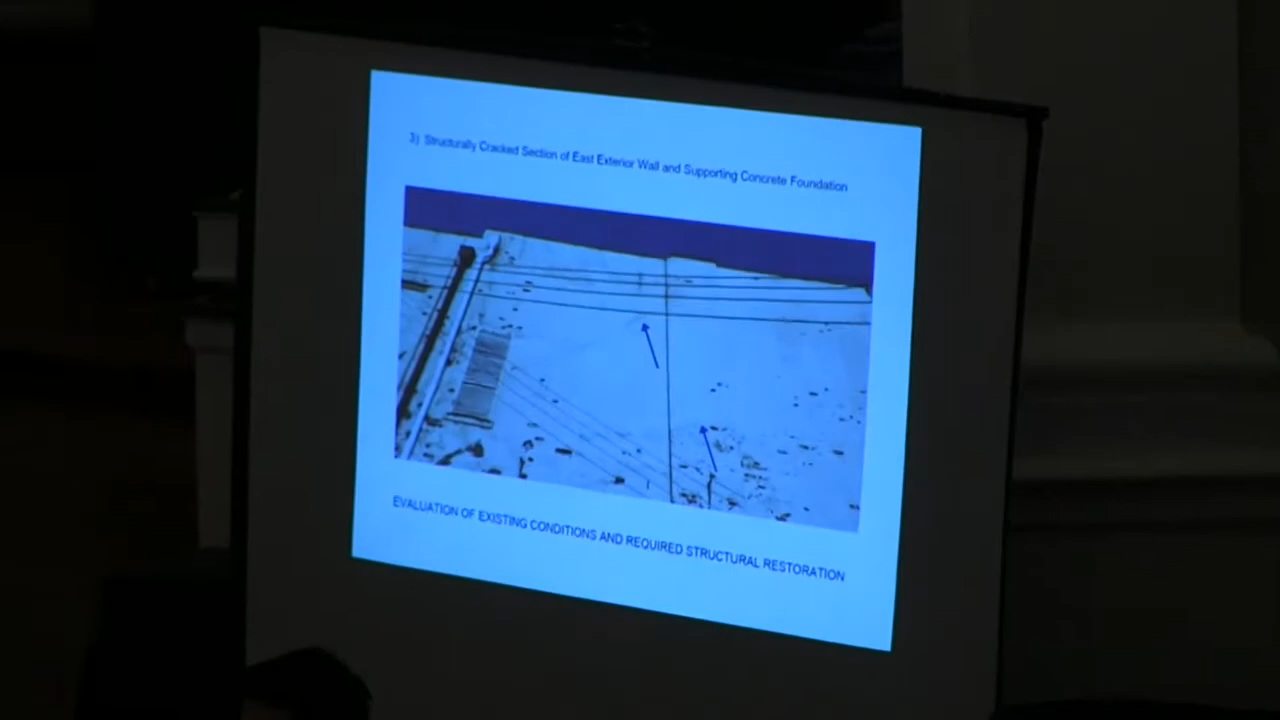 3) Structurally Cracked Section of East Exterior Wall and Supporting Concrete Foundation
EVALUATION OF EXISTING CONDITIONS AND REQUIRED STRUCTURAL RESTORATION